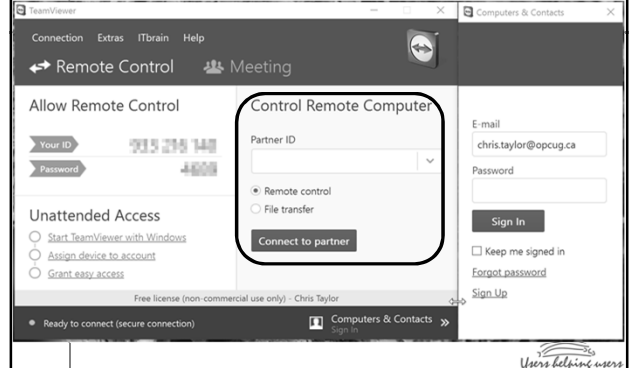 TeamViewer
Connection Extras ITbrain Help
Remote Control Meeting
Allow Remote Control
Your ID
Password
Unattended Access
Start TeamViewer with Windows
Assign device to account
Grant easy access
Control Remote Computer
Partner ID
Remote control
File transfer
Connect to partner
Free license (non-commercial use only) - Chris Taylor
Ready to connect (secure connection)
Computers & Contacts
Sign In
Computers & Contacts
E-mail
chris.taylor@opcug.ca
Password
Sign In
Keep me signed in
Forgot password
Sign Up
Users helping users